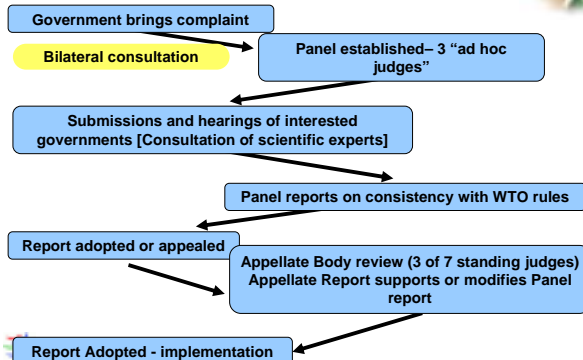 Government brings complaint
Bilateral consultation
Panel established– 3 “ad hoc
judges”
Submissions and hearings of interested
governments [Consultation of scientific experts]
Panel reports on consistency with WTO rules
Report adopted or appealed
Appellate Body review (3 of 7 standing judges)
Appellate Report supports or modifies Panel
report
Report Adopted - implementation